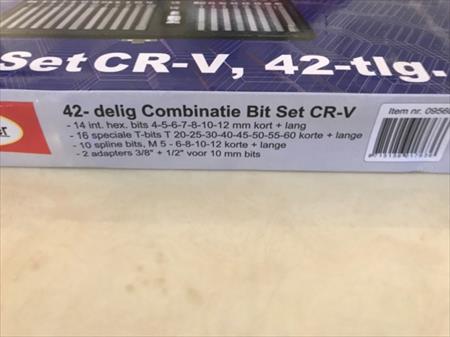 Set CR-V, 42-tlg.
42- delig Combinatie Bit Set CR-V
- 14 int. hex. bits 4-5-6-7-8-10-12 mm kort + lang
- 16 speciale T-bits T 20-25-30-40-45-50-55-60 korte + lange
- 10 spline bits, M 5 - 6-8-10-12 korte + lange
- 2 adapters 3/8" + 1/2" voor 10 mm bits
Item nr.